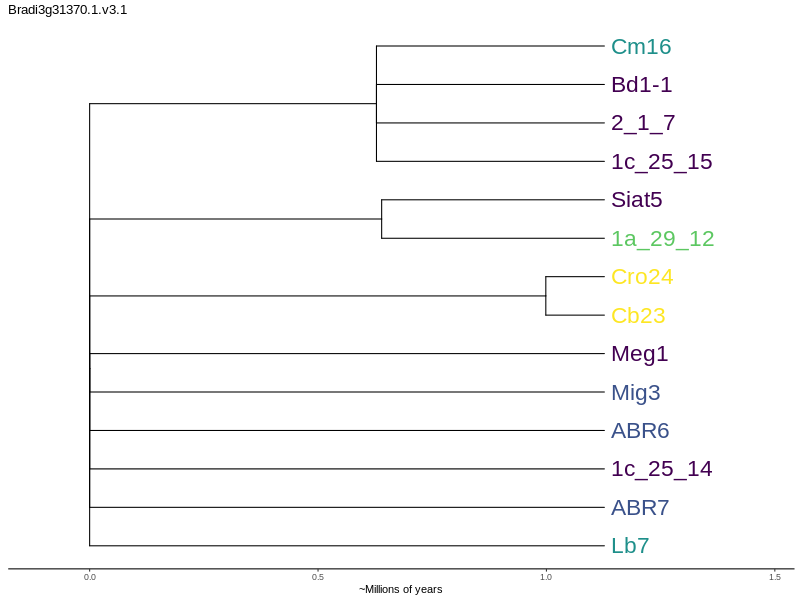 Bradi3g31370.1.v3.1
Cm16
Bd1-1
2_1_7
1c_25_15
Siat5
1a_29_12
Cro24
Cb23
Meg1
Mig3
ABR6
1c_25_14
ABR7
Lb7
0.0 0.5 1.0 1.5
~Millions of years